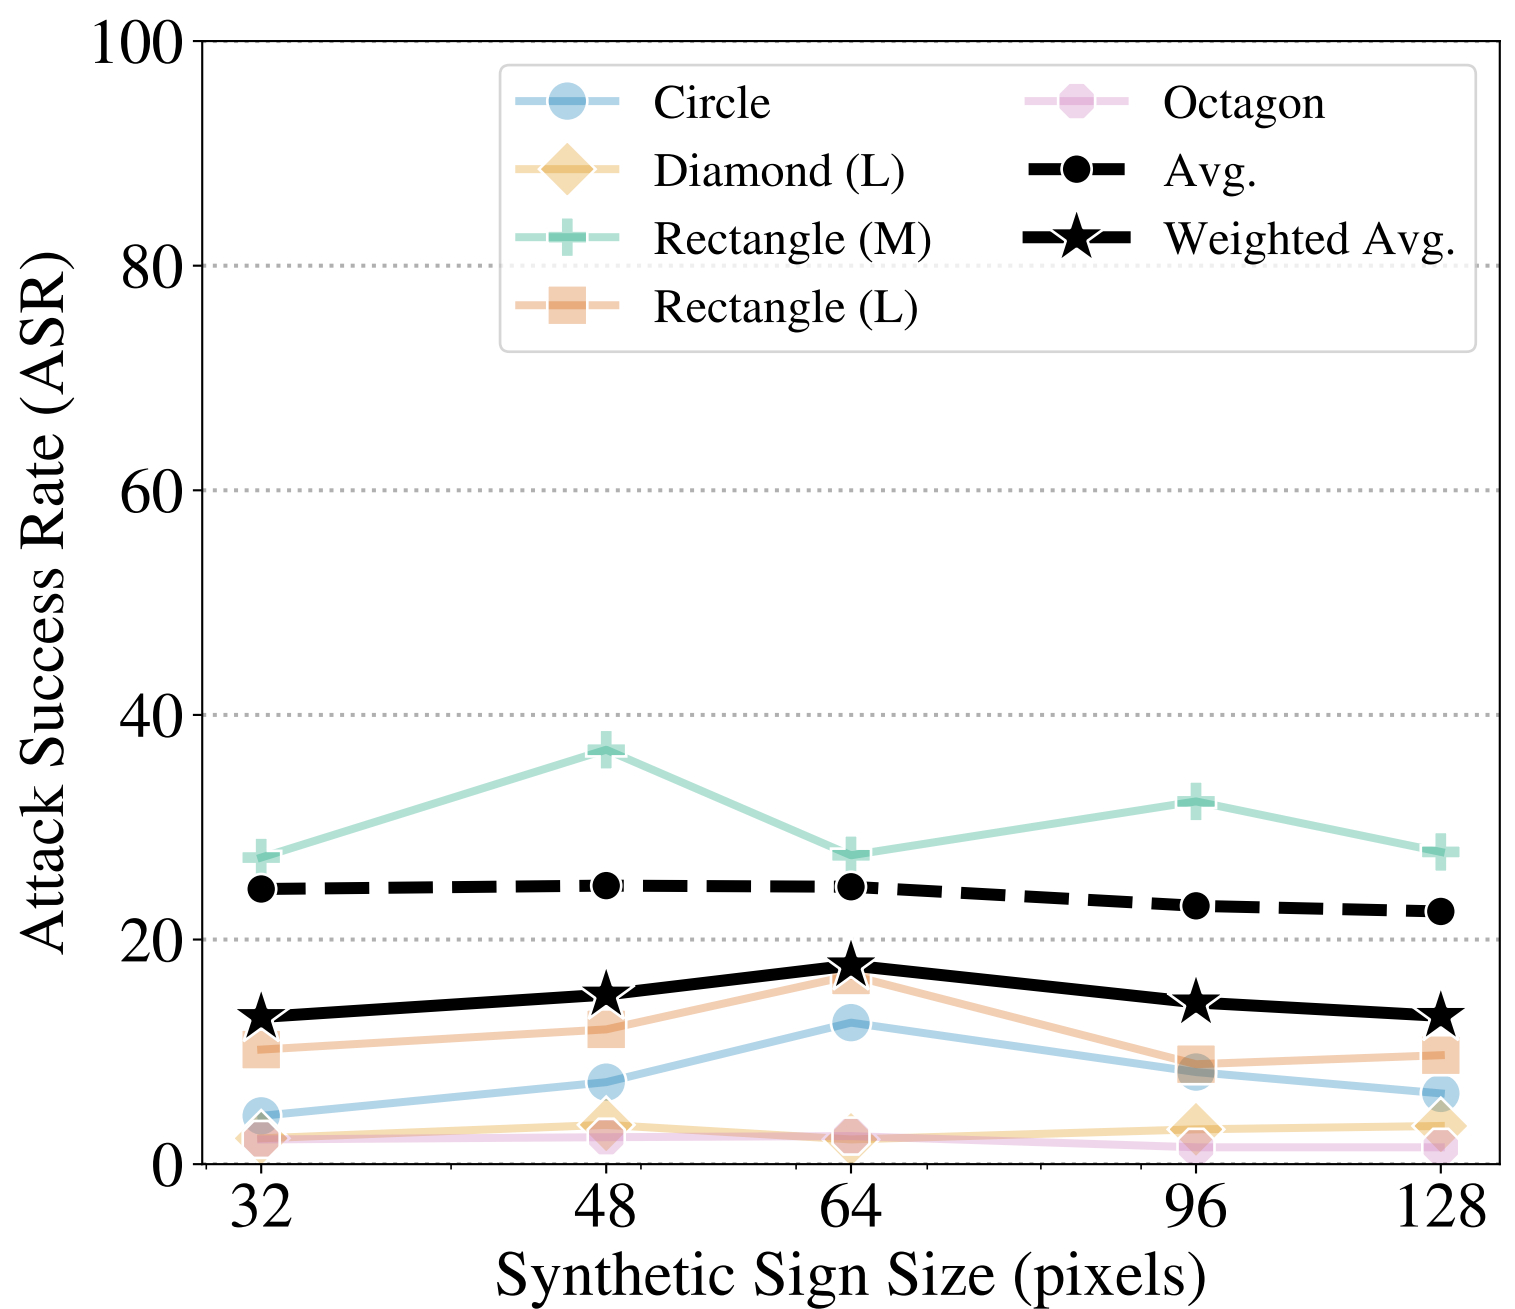 100
80
60
40
20
0
Attack Success Rate (ASR)
Circle
Diamond (L)
Rectangle (M)
Rectangle (L)
Octagon
Avg.
Weighted Avg.
32 48 64 96 128
Synthetic Sign Size (pixels)